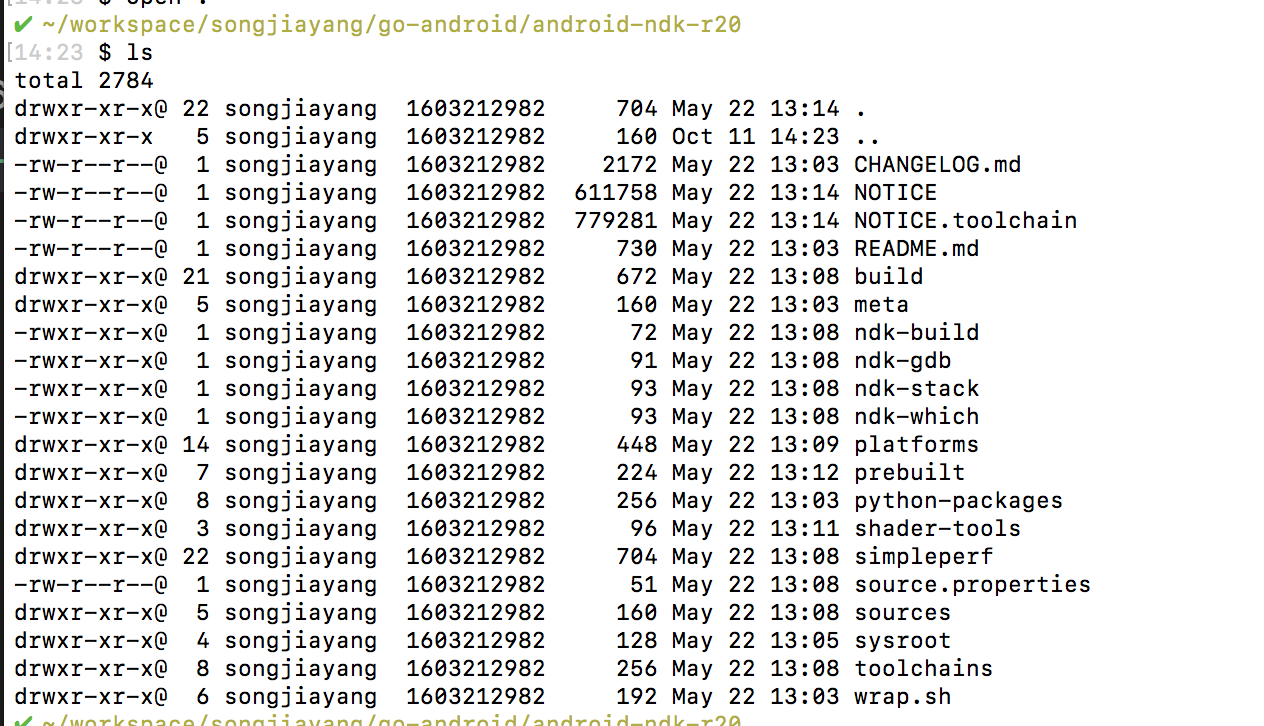 [14:23 $ open .
✔ ~/workspace/songjiayang/go-android/android-ndk-r20
[14:23 $ ls
total 2784
drwxr-xr-x@ 22 songjiayang  1603212982     704 May 22 13:14 .
drwxr-xr-x   5 songjiayang  1603212982     160 Oct 11 14:23 ..
-rw-r--r--@  1 songjiayang  1603212982    2172 May 22 13:03 CHANGELOG.md
-rw-r--r--@  1 songjiayang  1603212982  611758 May 22 13:14 NOTICE
-rw-r--r--@  1 songjiayang  1603212982  779281 May 22 13:14 NOTICE.toolchain
-rw-r--r--@  1 songjiayang  1603212982     730 May 22 13:03 README.md
drwxr-xr-x@ 21 songjiayang  1603212982     672 May 22 13:08 build
drwxr-xr-x@  5 songjiayang  1603212982     160 May 22 13:03 meta
-rwxr-xr-x@  1 songjiayang  1603212982      72 May 22 13:08 ndk-build
-rwxr-xr-x@  1 songjiayang  1603212982      91 May 22 13:08 ndk-gdb
-rwxr-xr-x@  1 songjiayang  1603212982      93 May 22 13:08 ndk-stack
-rwxr-xr-x@  1 songjiayang  1603212982      93 May 22 13:08 ndk-which
drwxr-xr-x@ 14 songjiayang  1603212982     448 May 22 13:09 platforms
drwxr-xr-x@  7 songjiayang  1603212982     224 May 22 13:12 prebuilt
drwxr-xr-x@  8 songjiayang  1603212982     256 May 22 13:03 python-packages
drwxr-xr-x@  3 songjiayang  1603212982      96 May 22 13:11 shader-tools
drwxr-xr-x@ 22 songjiayang  1603212982     704 May 22 13:08 simpleperf
-rw-r--r--@  1 songjiayang  1603212982      51 May 22 13:08 source.properties
drwxr-xr-x@  5 songjiayang  1603212982     160 May 22 13:08 sources
drwxr-xr-x@  4 songjiayang  1603212982     128 May 22 13:05 sysroot
drwxr-xr-x@  8 songjiayang  1603212982     256 May 22 13:08 toolchains
drwxr-xr-x@  6 songjiayang  1603212982     192 May 22 13:03 wrap.sh
✔ ~/workspace/songjiayang/go-android/android-ndk-r20